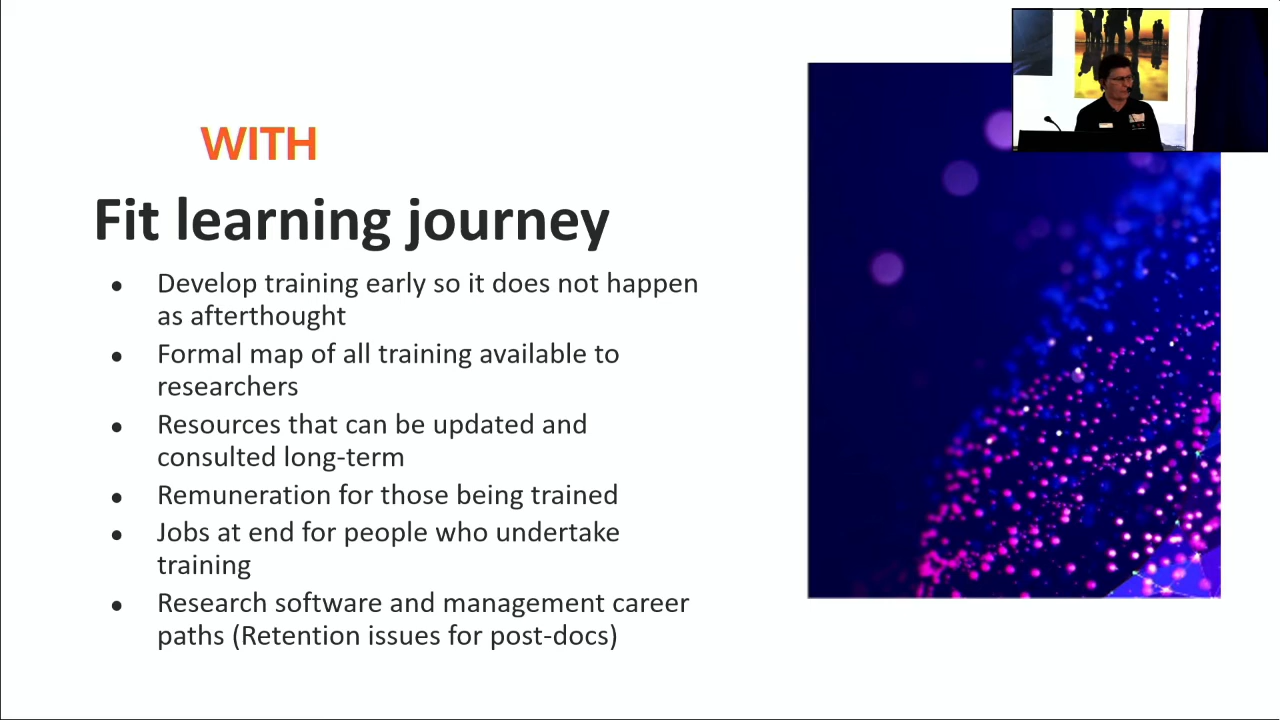 WITH
Fit learning journey
• Develop training early so it does not happen
as afterthought
• Formal map of all training available to
researchers
• Resources that can be updated and
consulted long-term
• Remuneration for those being trained
• Jobs at end for people who undertake
training
• Research software and management career
paths (Retention issues for post-docs)